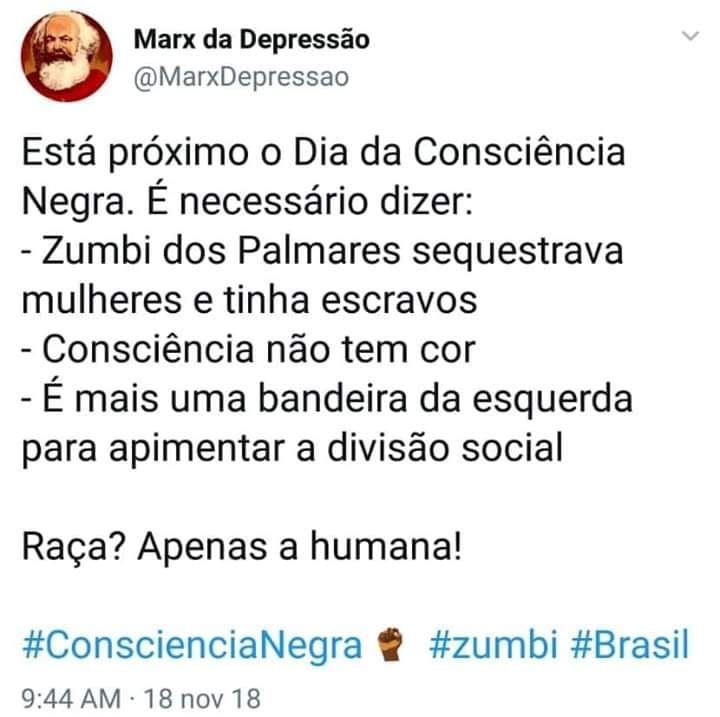 Marx da Depressão
@MarxDepressao
Está próximo o Dia da Consciência
Negra. É necessário dizer:
- Zumbi dos Palmares sequestrava
mulheres e tinha escravos
- Consciência não tem cor
- É mais uma bandeira da esquerda
para apimentar a divisão social
Raça? Apenas a humana!
#ConscienciaNegra✊🏾 #zumbi #Brasil
9:44 AM · 18 nov 18